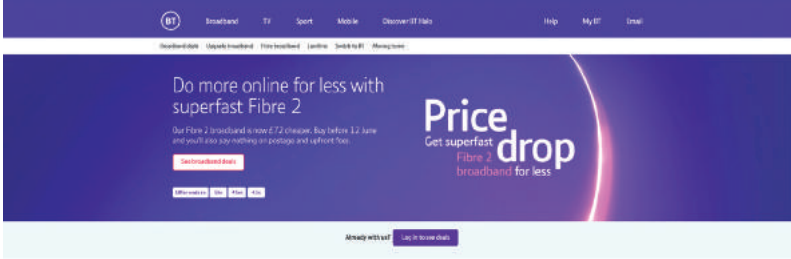 BT Broadband TV Sport Mobile Discover BT Halo Help My BT Email
Broadband deals Upgrade broadband Fibre broadband Landline Switch to BT Moving home
Do more online for less with
superfast Fibre 2
Our Fibre 2 broadband is now £72 cheaper. Buy before 12 June
and you'll also pay nothing on postage and upfront fees.
See broadband deals
Price
drop
Get superfast
Fibre 2
broadband for less
Already with us? Log in to see deals